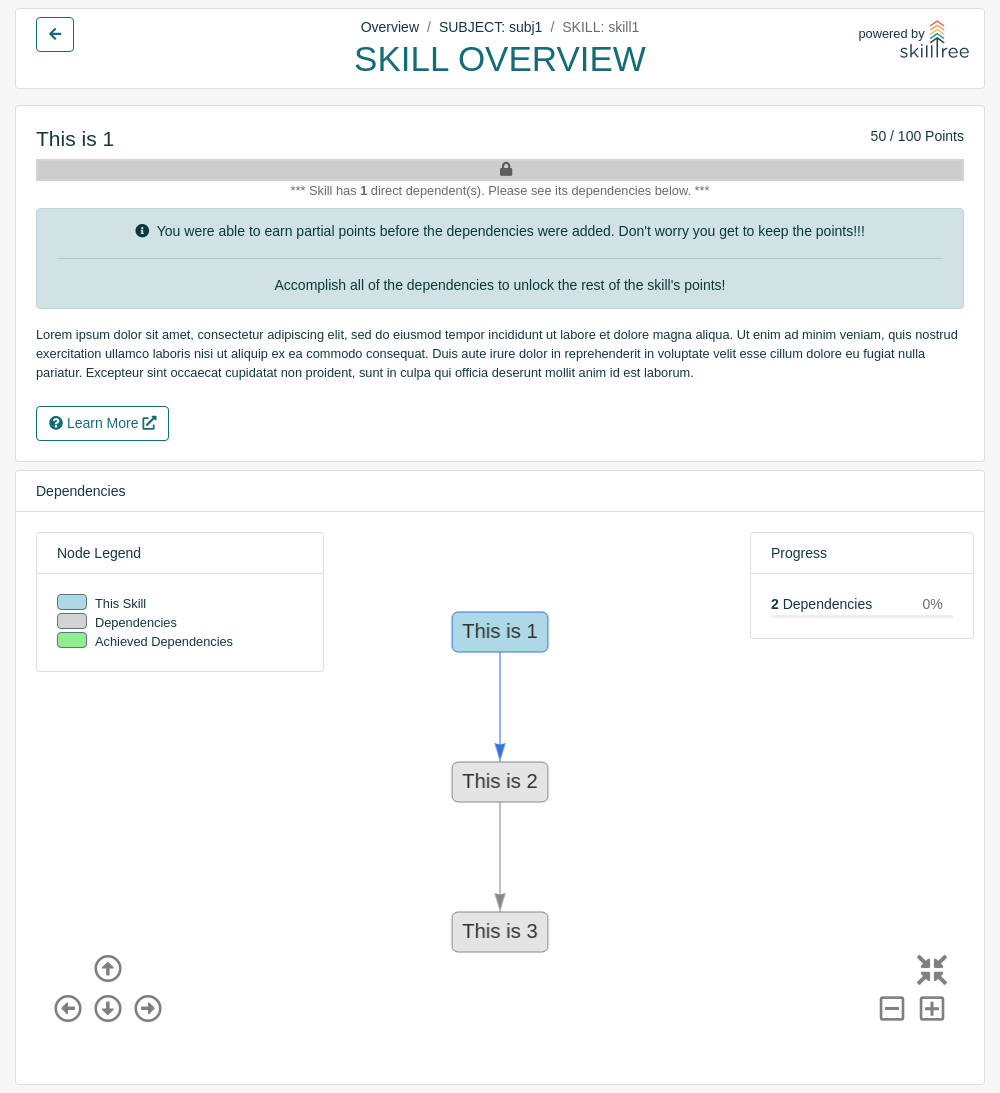 Overview / SUBJECT: subj1 / SKILL: skill1
SKILL OVERVIEW
powered by
skilltree
This is 1
50 / 100 Points
*** Skill has 1 direct dependent(s). Please see its dependencies below. ***
You were able to earn partial points before the dependencies were added. Don't worry you get to keep the points!!!
Accomplish all of the dependencies to unlock the rest of the skill's points!
Lorem ipsum dolor sit amet, consectetur adipiscing elit, sed do eiusmod tempor incididunt ut labore et dolore magna aliqua. Ut enim ad minim veniam, quis nostrud
exercitation ullamco laboris nisi ut aliquip ex ea commodo consequat. Duis aute irure dolor in reprehenderit in voluptate velit esse cillum dolore eu fugiat nulla
pariatur. Excepteur sint occaecat cupidatat non proident, sunt in culpa qui officia deserunt mollit anim id est laborum.
Learn More
Dependencies
Node Legend
This Skill
Dependencies
Achieved Dependencies
Progress
2 Dependencies 0%
This is 1
This is 2
This is 3